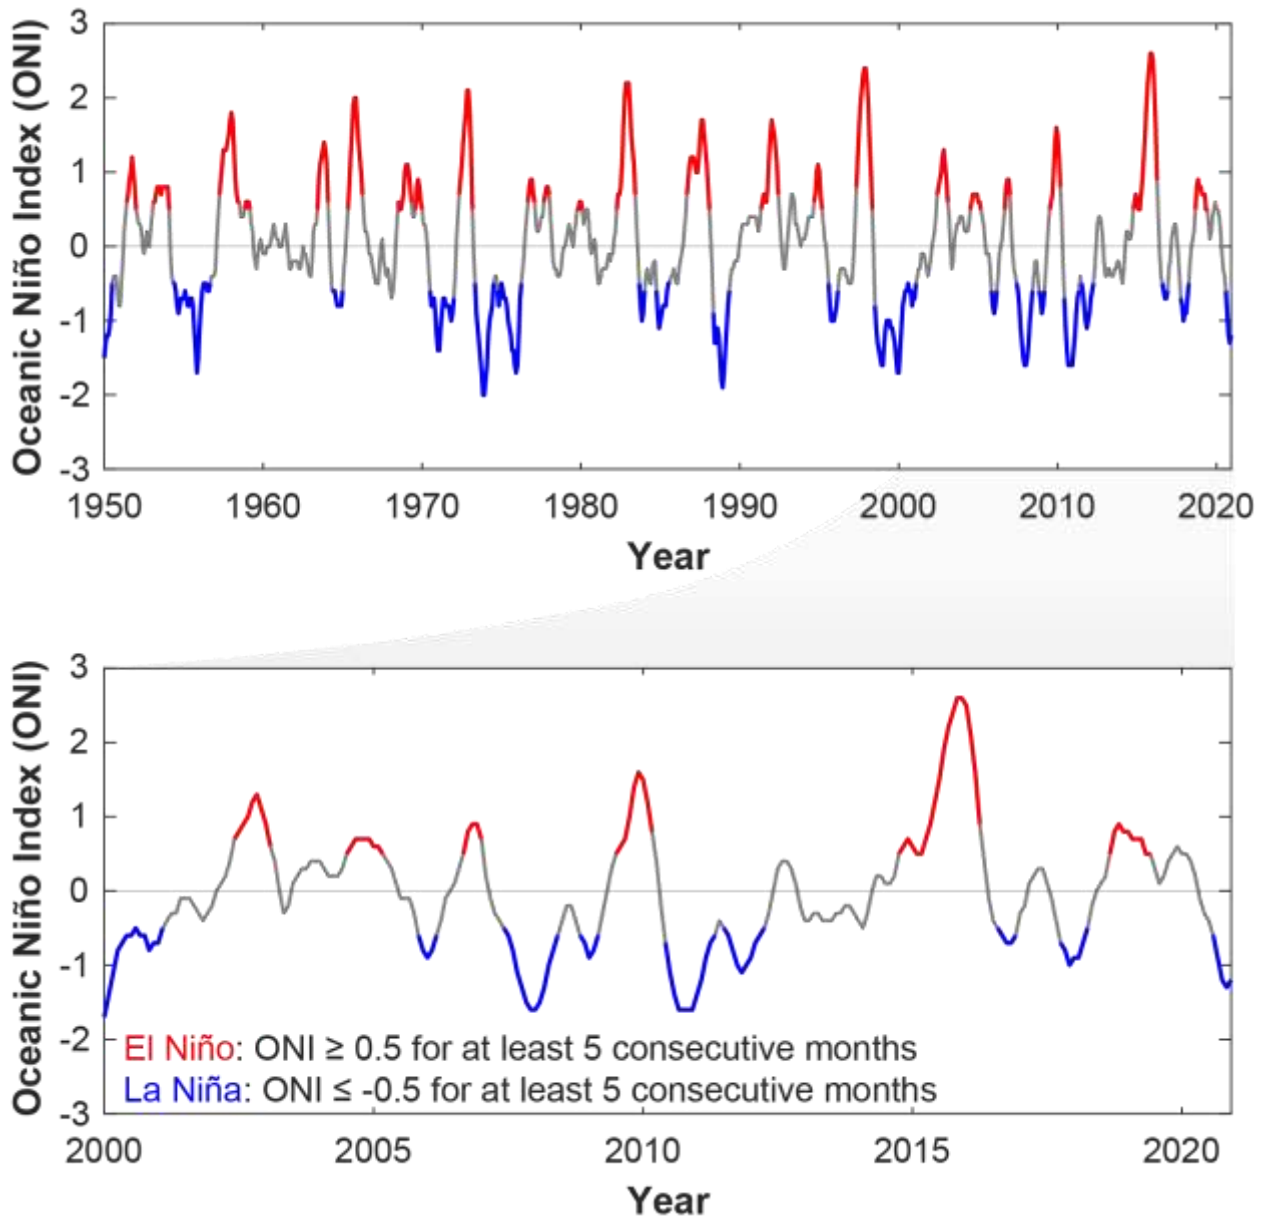 Oceanic Niño Index (ONI)
3
2
1
0
-1
-2
-3
1950 1960 1970 1980 1990 2000 2010 2020
Year
Oceanic Niño Index (ONI)
3
2
1
0
-1
-2
-3
El Niño: ONI ≥ 0.5 for at least 5 consecutive months
La Niña: ONI ≤ -0.5 for at least 5 consecutive months
2000 2005 2010 2015 2020
Year